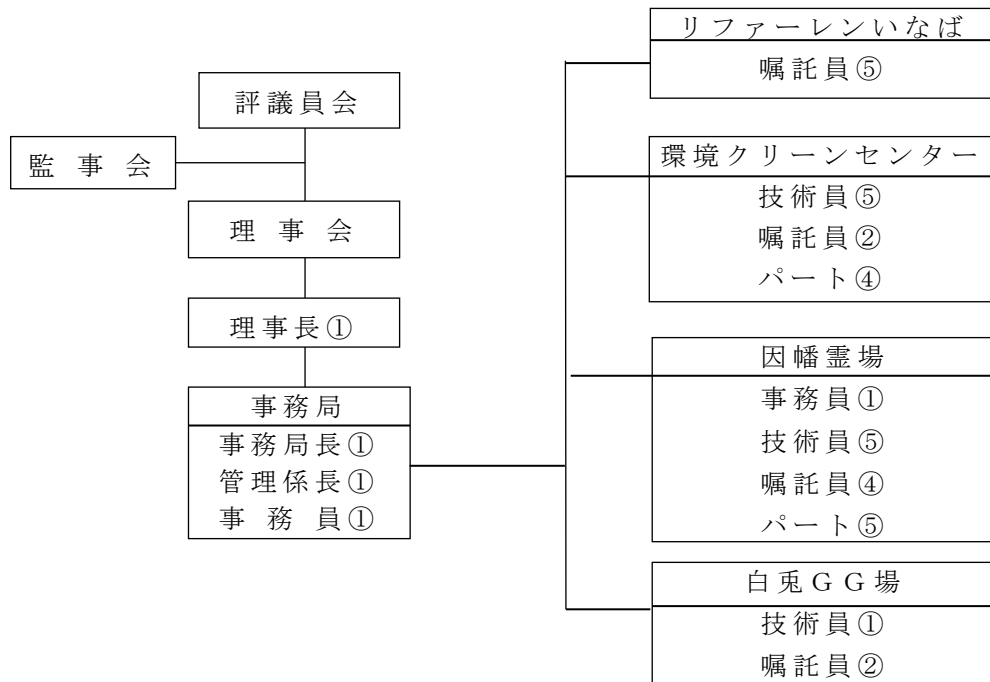 評議員会
監事会
理事会
理事長①
事務局
事務局長①
管理係長①
事務員①
リファーレンいなば
嘱託員⑤
環境クリーンセンター
技術員⑤
嘱託員②
パート④
因幡霊場
事務員①
技術員⑤
嘱託員④
パート⑤
白兎GG場
技術員①
嘱託員②